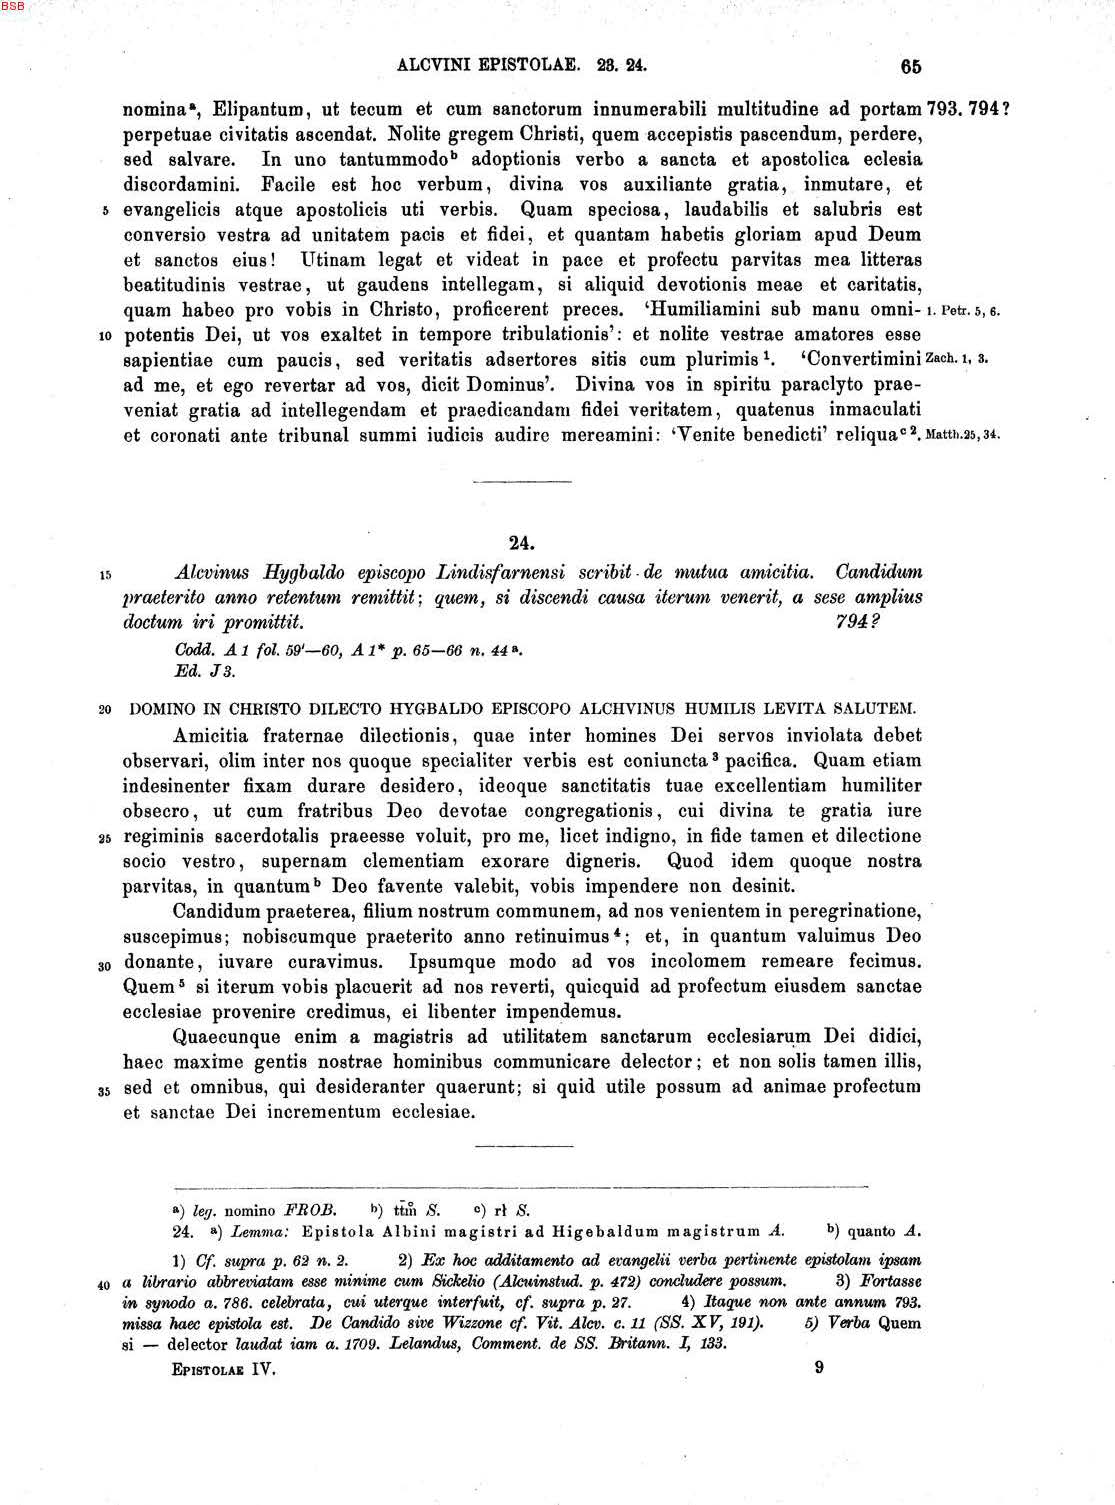 BSB
ALCVINI EPISTOLAE. 23. 24. 65
nominaᵃ, Elipantum, ut tecum et cum sanctorum innumerabili multitudine ad portam 793. 794?
perpetuae civitatis ascendat. Nolite gregem Christi, quem accepistis pascendum, perdere,
sed salvare. In uno tantummodoᵇ adoptionis verbo a sancta et apostolica eclesia
discordamini. Facile est hoc verbum, divina vos auxiliante gratia, inmutare, et
5 evangelicis atque apostolicis uti verbis. Quam speciosa, laudabilis et salubris est
conversio vestra ad unitatem pacis et fidei, et quantam habetis gloriam apud Deum
et sanctos eius! Utinam legat et videat in pace et profectu parvitas mea litteras
beatitudinis vestrae, ut gaudens intellegam, si aliquid devotionis meae et caritatis,
quam habeo pro vobis in Christo, proficerent preces. ‘Humiliamini sub manu omni- 1. Petr. 5, 6.
10 potentis Dei, ut vos exaltet in tempore tribulationis’: et nolite vestrae amatores esse
sapientiae cum paucis, sed veritatis adsertores sitis cum plurimis¹. ‘Convertimini Zach. 1, 3.
ad me, et ego revertar ad vos, dicit Dominus’. Divina vos in spiritu paraclyto prae-
veniat gratia ad intellegendam et praedicandam fidei veritatem, quatenus inmaculati
et coronati ante tribunal summi iudicis audire mereamini: ‘Venite benedicti’ reliquaᶜ ². Matth. 25, 34.
24.
15 Alcvinus Hygbaldo episcopo Lindisfarnensi scribit de mutua amicitia. Candidum
praeterito anno retentum remittit; quem, si discendi causa iterum venerit, a sese amplius
doctum iri promittit. 794?
Codd. A 1 fol. 59'—60, A 1* p. 65—66 n. 44ᵃ.
Ed. J 3.
20 DOMINO IN CHRISTO DILECTO HYGBALDO EPISCOPO ALCHVINUS HUMILIS LEVITA SALUTEM.
Amicitia fraternae dilectionis, quae inter homines Dei servos inviolata debet
observari, olim inter nos quoque specialiter verbis est coniuncta³ pacifica. Quam etiam
indesinenter fixam durare desidero, ideoque sanctitatis tuae excellentiam humiliter
obsecro, ut cum fratribus Deo devotae congregationis, cui divina te gratia iure
25 regiminis sacerdotalis praeesse voluit, pro me, licet indigno, in fide tamen et dilectione
socio vestro, supernam clementiam exorare digneris. Quod idem quoque nostra
parvitas, in quantumᵇ Deo favente valebit, vobis impendere non desinit.
Candidum praeterea, filium nostrum communem, ad nos venientem in peregrinatione,
suscepimus; nobiscumque praeterito anno retinuimus⁴; et, in quantum valuimus Deo
30 donante, iuvare curavimus. Ipsumque modo ad vos incolomem remeare fecimus.
Quem⁵ si iterum vobis placuerit ad nos reverti, quicquid ad profectum eiusdem sanctae
ecclesiae provenire credimus, ei libenter impendemus.
Quaecunque enim a magistris ad utilitatem sanctarum ecclesiarum Dei didici,
haec maxime gentis nostrae hominibus communicare delector; et non solis tamen illis,
35 sed et omnibus, qui desideranter quaerunt; si quid utile possum ad animae profectum
et sanctae Dei incrementum ecclesiae.
ᵃ) leg. nomino FROB. ᵇ) ttm̊ S. ᶜ) rł S.
24. ᵃ) Lemma: Epistola Albini magistri ad Higebaldum magistrum A. ᵇ) quanto A.
1) Cf. supra p. 62 n. 2. 2) Ex hoc additamento ad evangelii verba pertinente epistolam ipsam
40 a librario abbreviatam esse minime cum Sickelio (Alcuinstud. p. 472) concludere possum. 3) Fortasse
in synodo a. 786. celebrata, cui uterque interfuit, cf. supra p. 27. 4) Itaque non ante annum 793.
missa haec epistola est. De Candido sive Wizzone cf. Vit. Alcv. c. 11 (SS. XV, 191). 5) Verba Quem
si — delector laudat iam a. 1709. Lelandus, Comment. de SS. Britann. I, 133.
EPISTOLAE IV. 9